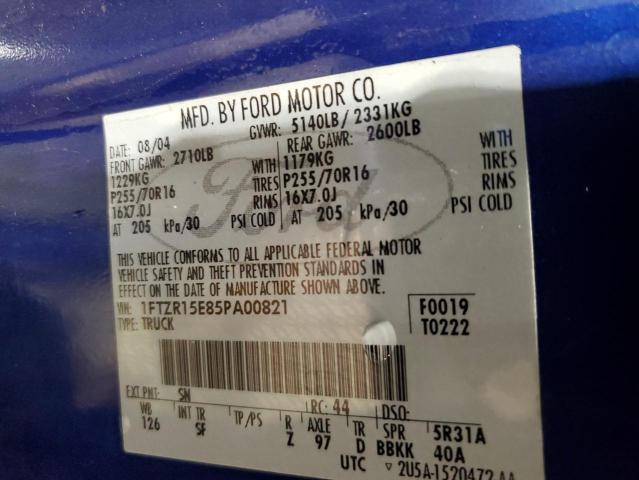 MFD. BY FORD MOTOR CO.
DATE: 08/04 GVWR: 5140LB/ 2331KG
FRONT GAWR: 2710LB REAR GAWR: 2600LB
1229KG WITH 1179KG WITH
P255/70R16 TIRES P255/70R16 TIRES
16X7.0J RIMS 16X7.0J RIMS
AT 205 kPa/30 PSI COLD AT 205 kPa/30 PSI COLD
Ford
THIS VEHICLE CONFORMS TO ALL APPLICABLE FEDERAL MOTOR
VEHICLE SAFETY AND THEFT PREVENTION STANDARDS IN
EFFECT ON THE DATE OF MANUFACTURE SHOWN ABOVE.
VIN: 1FTZR15E85PA00821 F0019
TYPE: TRUCK T0222
EXT PNT: SN RC: 44 DSO:
WB INT TR TP/PS R AXLE TR SPR 5R31A
126 SF Z 97 D BBKK 40A
UTC ▽ 2U5A-1520472-AA